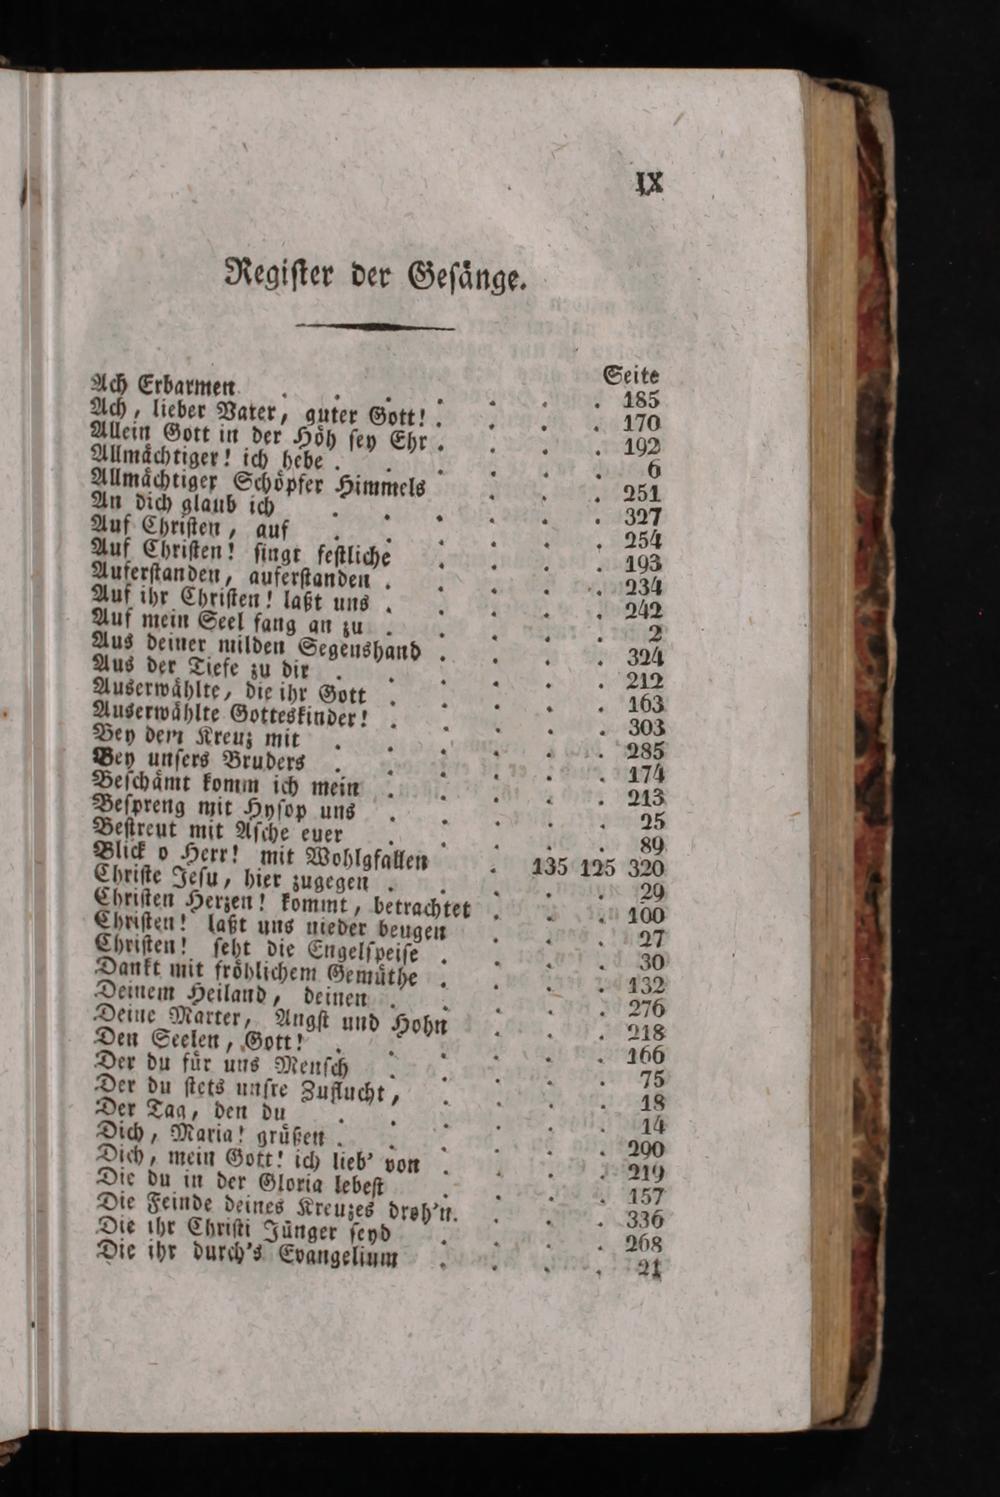 IX
Regiſter der Geſänge.
Seite
Ach Erbarmen . . . . . . . 185
Ach, lieber Vater, guter Gott! . . . . 170
Allein Gott in der Höh ſey Ehr . . . . 192
Allmächtiger! ich hebe . . . . . . 6
Allmächtiger Schöpfer Himmels . . . 251
An dich glaub ich . . . . . . 327
Auf Chriſten, auf . . . . . . 254
Auf Chriſten! ſingt feſtliche . . . . 193
Auferſtanden, auferſtanden . . . . . 234
Auf ihr Chriſten! laßt uns . . . . . 242
Auf mein Seel fang an zu . . . . . 2
Aus deiner milden Segenshand . . . . 324
Aus der Tiefe zu dir . . . . . . 212
Auserwählte, die ihr Gott . . . . . 163
Auserwählte Gotteskinder! . . . . . 303
Bey dem Kreuz mit . . . . . . 285
Bey unſers Bruders . . . . . . 174
Beſchämt komm ich mein . . . . . 213
Beſpreng mit Hyſop uns . . . . . 25
Beſtreut mit Aſche euer . . . . . 89
Blick o Herr! mit Wohlgfallen . 135 125 320
Chriſte Jeſu, hier zugegen . . . . . 29
Chriſten Herzen! kommt, betrachtet . . . 100
Chriſten! laßt uns nieder beugen . . . 27
Chriſten! ſeht die Engelſpeiſe . . . . 30
Dankt mit fröhlichem Gemüthe . . . . 132
Deinem Heiland, deinen . . . . . 276
Deine Marter, Angſt und Hohn . . . 218
Den Seelen, Gott! . . . . . . 166
Der du für uns Menſch . . . . . 75
Der du ſtets unſre Zuflucht, . . . . 18
Der Tag, den du . . . . . . 14
Dich, Maria! grüßen . . . . . . 290
Dich, mein Gott! ich lieb' von . . . . 219
Die du in der Gloria lebeſt . . . . 157
Die Feinde deines Kreuzes droh'n. . . . 336
Die ihr Chriſti Jünger ſeyd . . . . 268
Die ihr durch's Evangelium . . . . 21